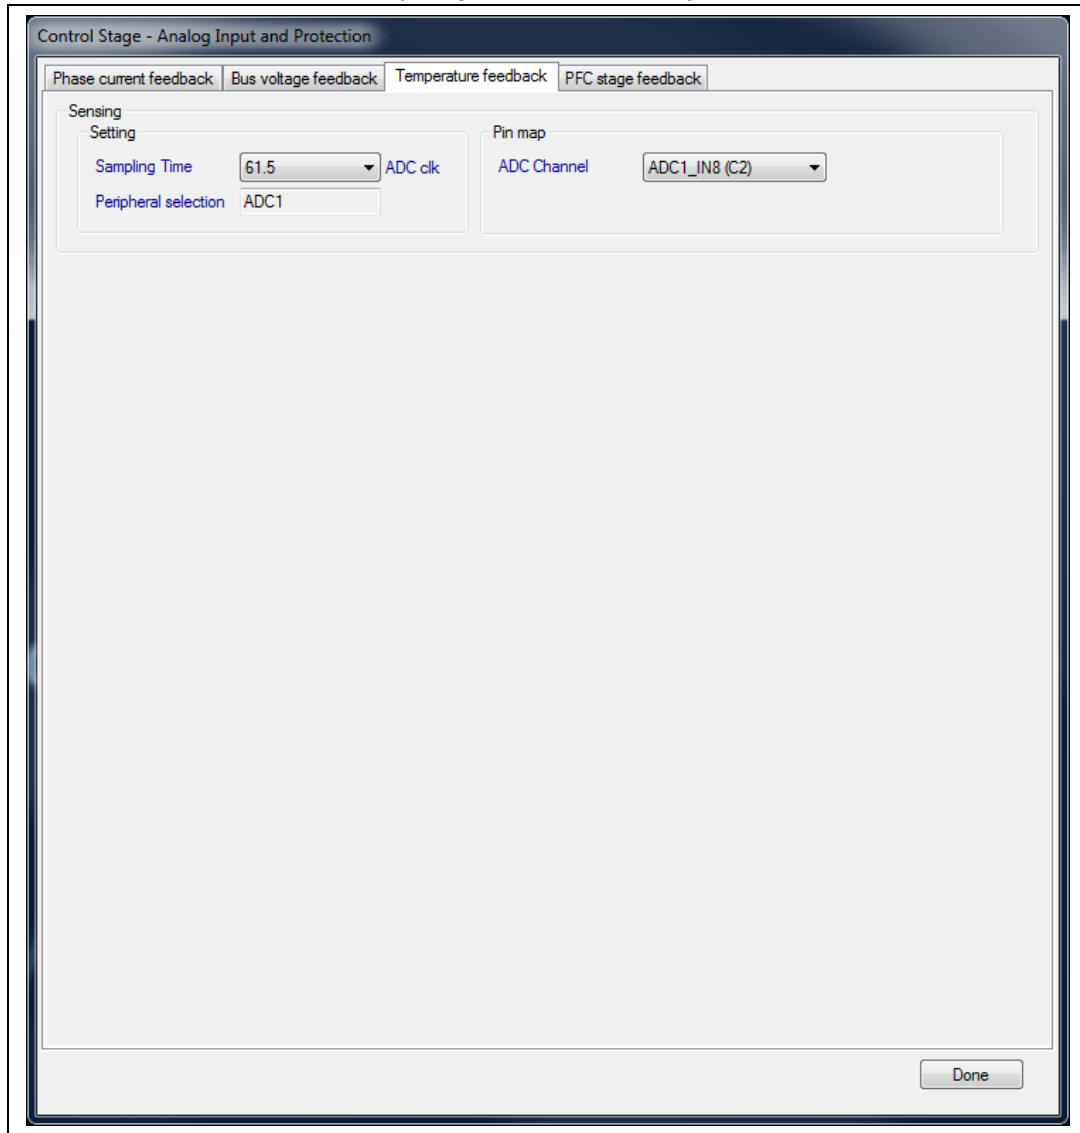 Control Stage - Analog Input and Protection
Phase current feedback Bus voltage feedback Temperature feedback PFC stage feedback
Sensing
Setting Pin map
Sampling Time 61.5 ADC clk ADC Channel ADC1_IN8 (C2)
Peripheral selection ADC1
Done